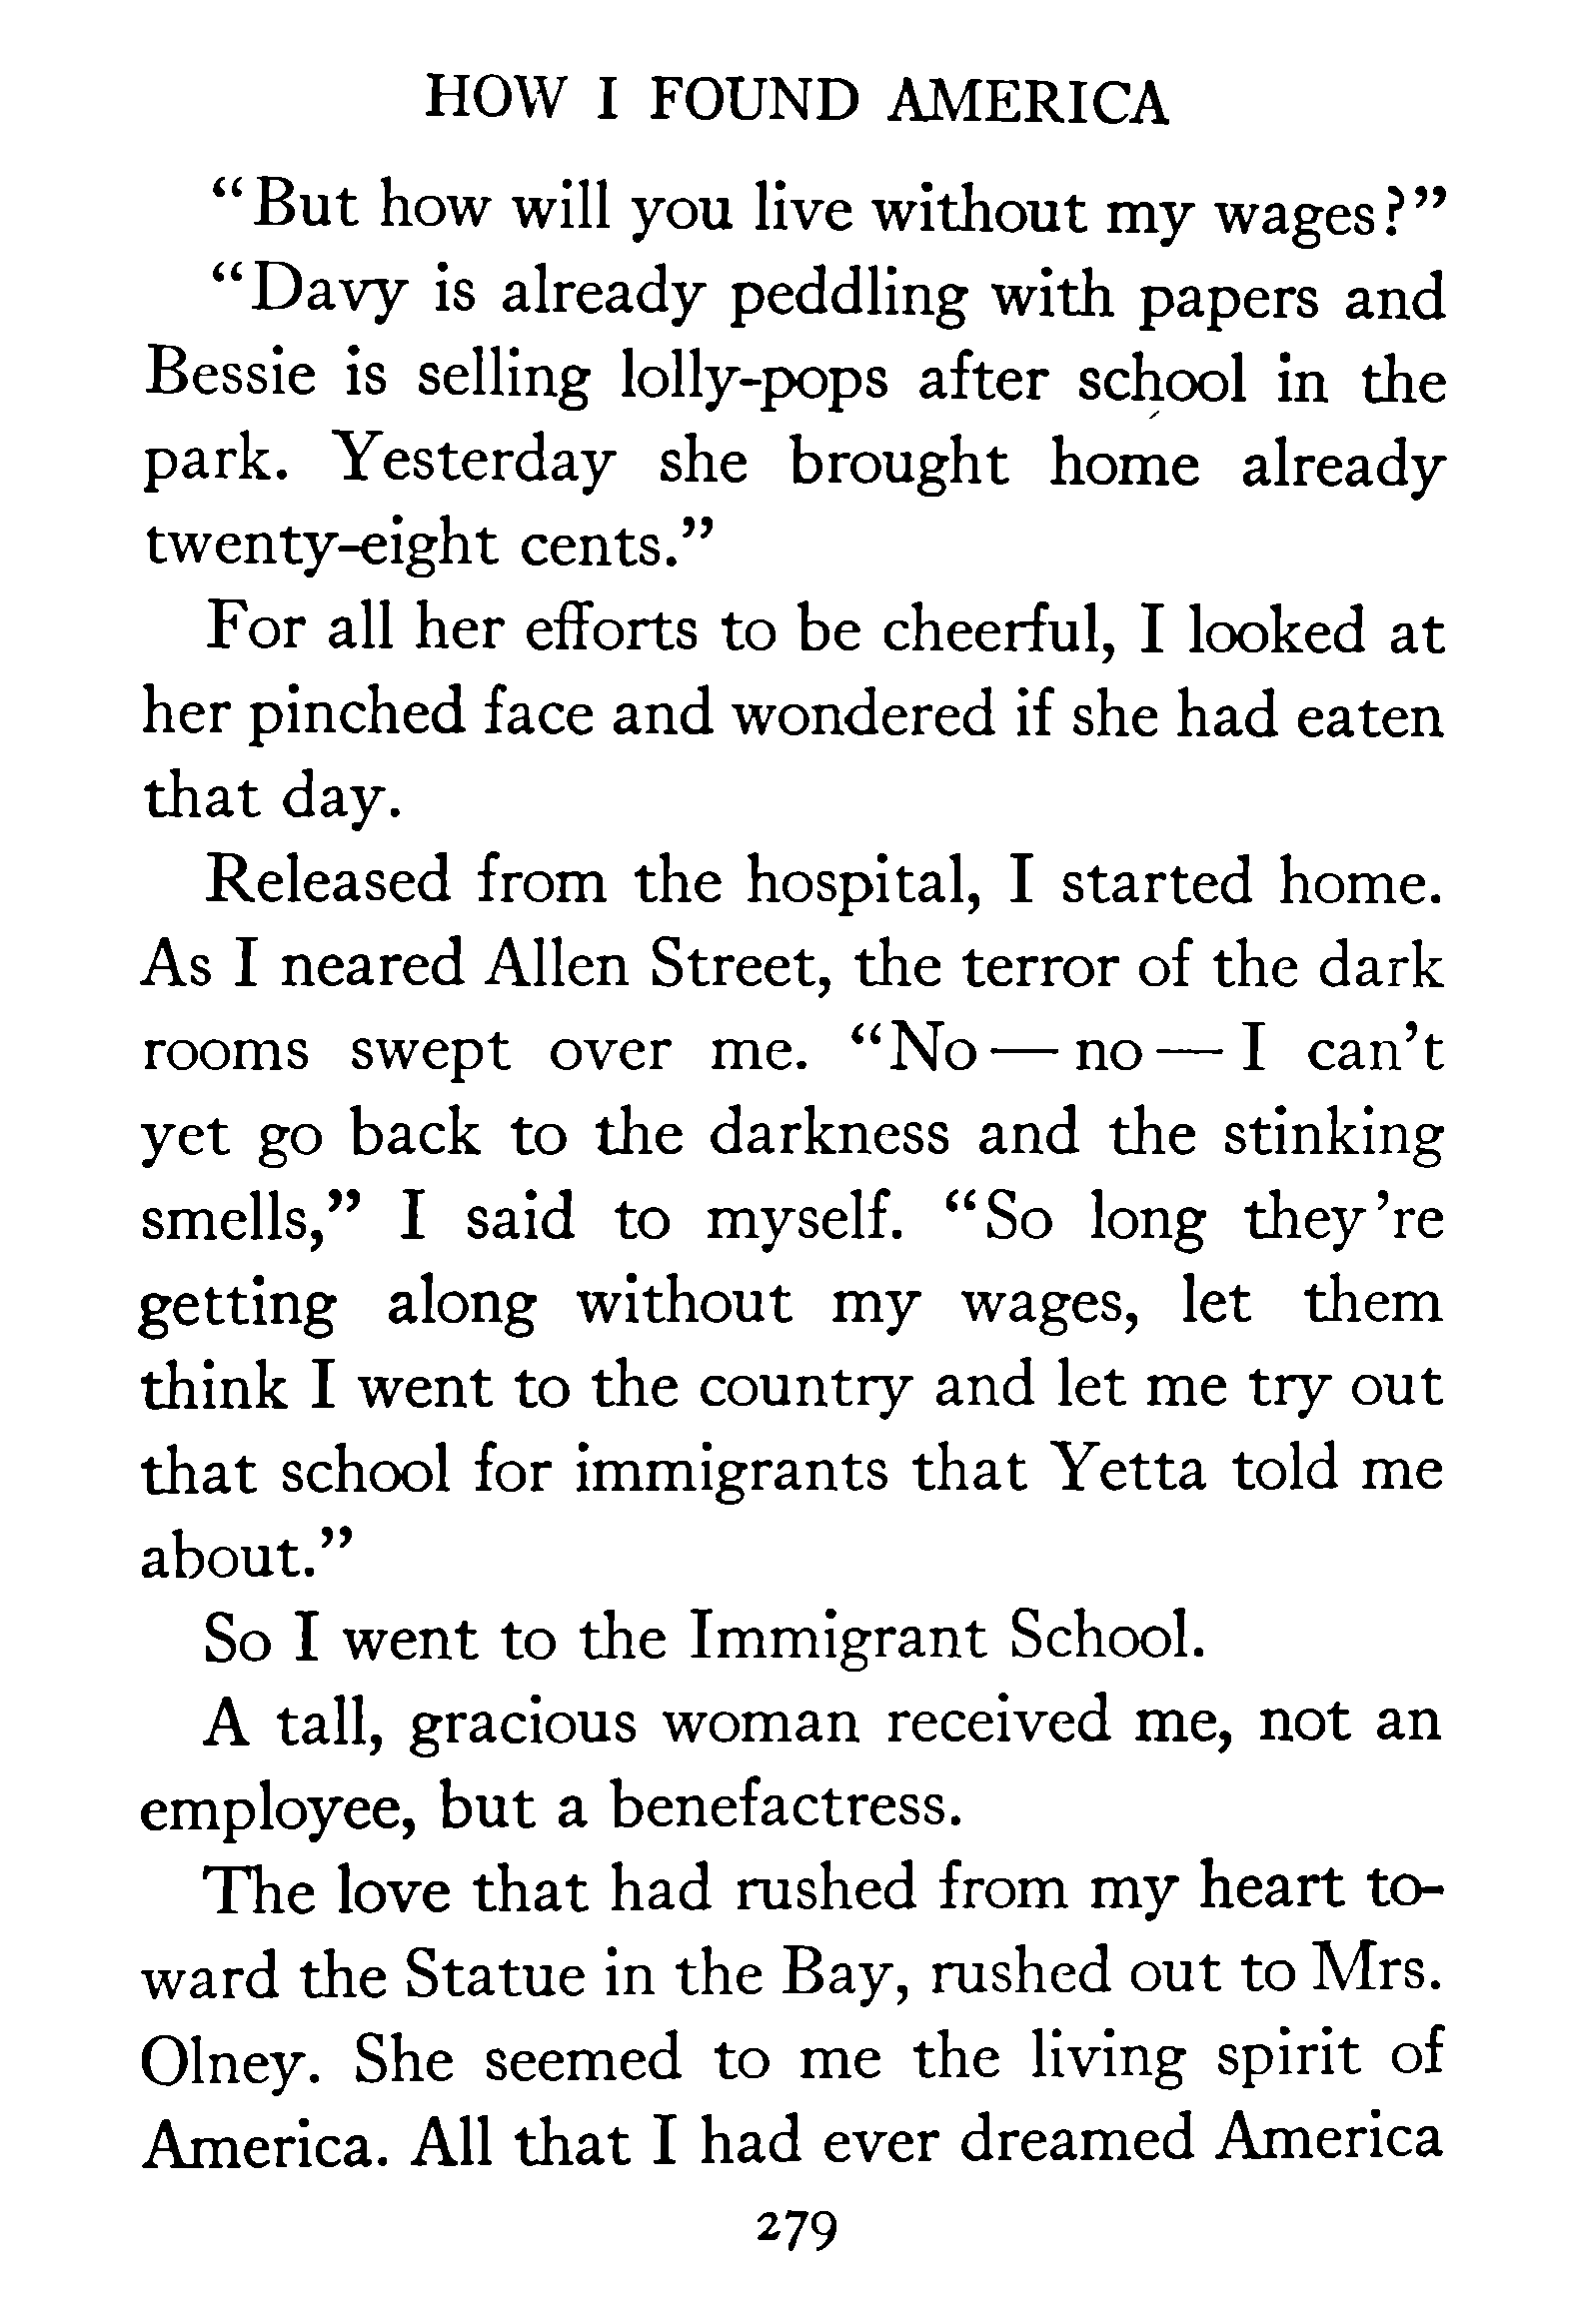 HOW I FOUND AMERICA
"But how will you live without my wages?"
"Davy is already peddling with papers and
Bessie is selling lolly-pops after school in the
park. Yesterday she brought home already
twenty-eight cents."
For all her efforts to be cheerful, I looked at
her pinched face and wondered if she had eaten
that day.
Released from the hospital, I started home.
As I neared Allen Street, the terror of the dark
rooms swept over me. "No — no — I can't
yet go back to the darkness and the stinking
smells," I said to myself. "So long they're
getting along without my wages, let them
think I went to the country and let me try out
that school for immigrants that Yetta told me
about."
So I went to the Immigrant School.
A tall, gracious woman received me, not an
employee, but a benefactress.
The love that had rushed from my heart to-
ward the Statue in the Bay, rushed out to Mrs.
Olney. She seemed to me the living spirit of
America. All that I had ever dreamed America
279